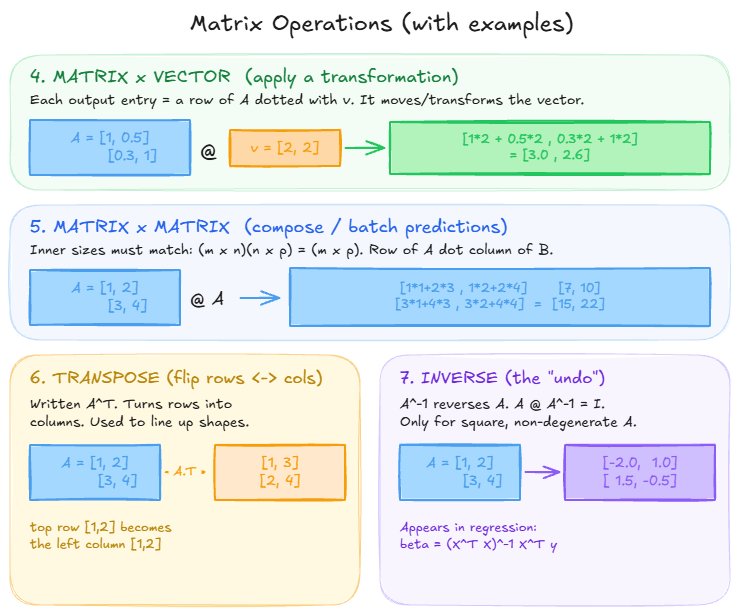 Matrix Operations (with examples)
4. MATRIX x VECTOR (apply a transformation)
Each output entry = a row of A dotted with v. It moves/transforms the vector.
A = [1, 0.5]
[0.3, 1]
@
v = [2, 2]
[1*2 + 0.5*2 , 0.3*2 + 1*2]
= [3.0 , 2.6]
5. MATRIX x MATRIX (compose / batch predictions)
Inner sizes must match: (m x n)(n x p) = (m x p). Row of A dot column of B.
A = [1, 2]
[3, 4]
@ A
[1*1+2*3 , 1*2+2*4] [7, 10]
[3*1+4*3 , 3*2+4*4] = [15, 22]
6. TRANSPOSE (flip rows <-> cols)
Written A^T. Turns rows into
columns. Used to line up shapes.
A = [1, 2]
[3, 4]
A.T
[1, 3]
[2, 4]
top row [1,2] becomes
the left column [1,2]
7. INVERSE (the "undo")
A^-1 reverses A. A @ A^-1 = I.
Only for square, non-degenerate A.
A = [1, 2]
[3, 4]
[-2.0, 1.0]
[ 1.5, -0.5]
Appears in regression:
beta = (X^T X)^-1 X^T y